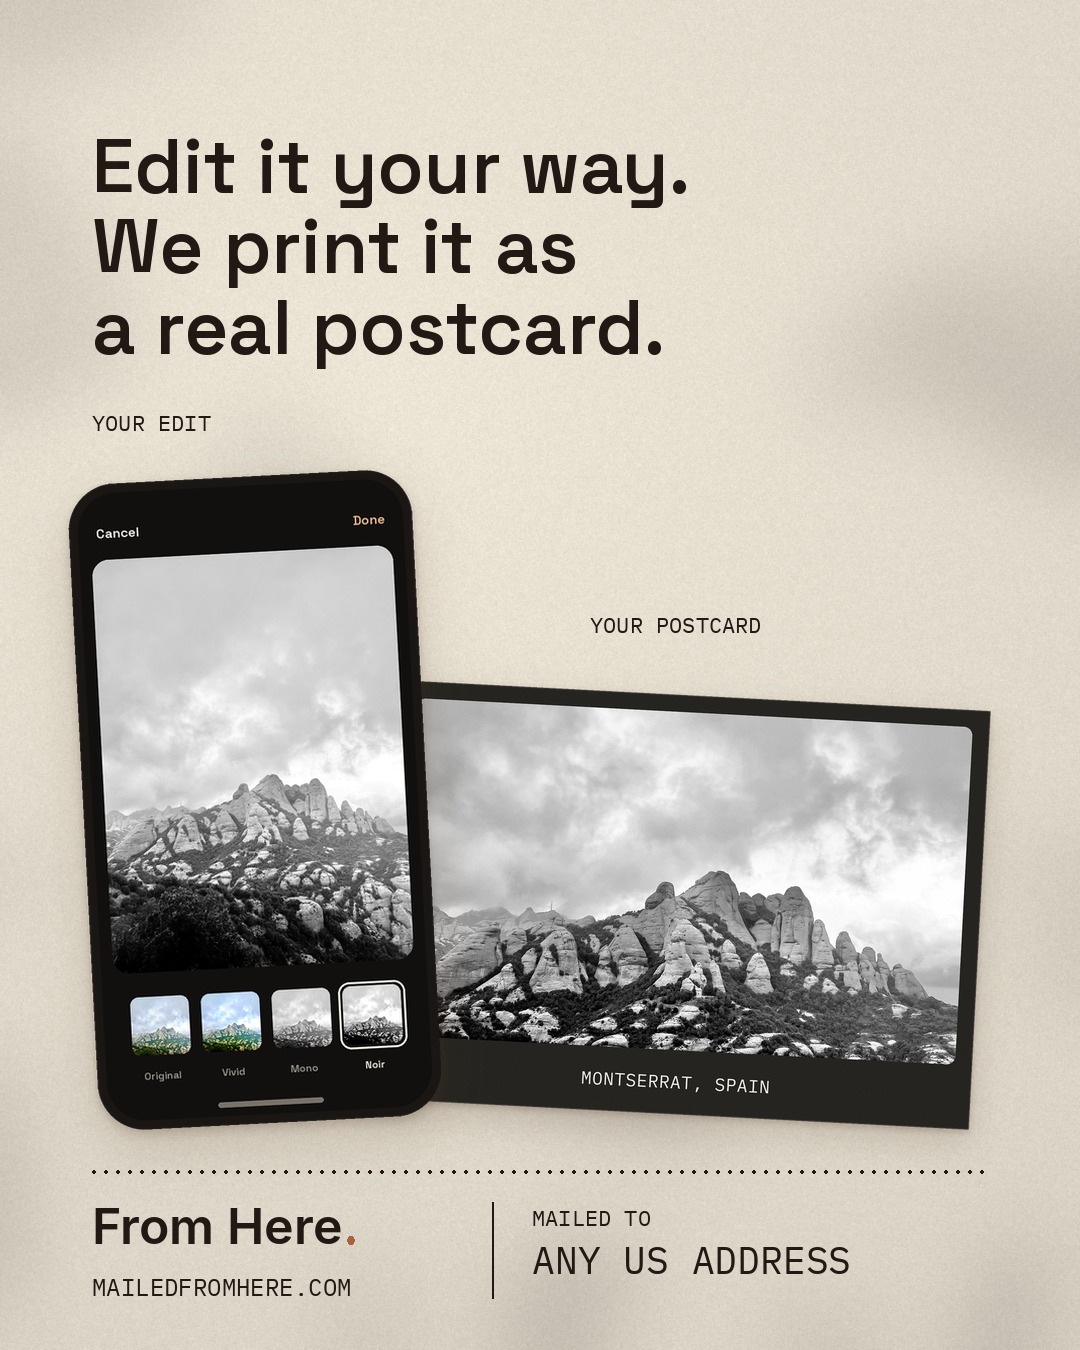 Edit it your way.
We print it as
a real postcard.
YOUR EDIT
Cancel
Done
Original
Vivid
Mono
Noir
YOUR POSTCARD
MONTSERRAT, SPAIN
From Here.
MAILEDFROMHERE.COM
MAILED TO
ANY US ADDRESS